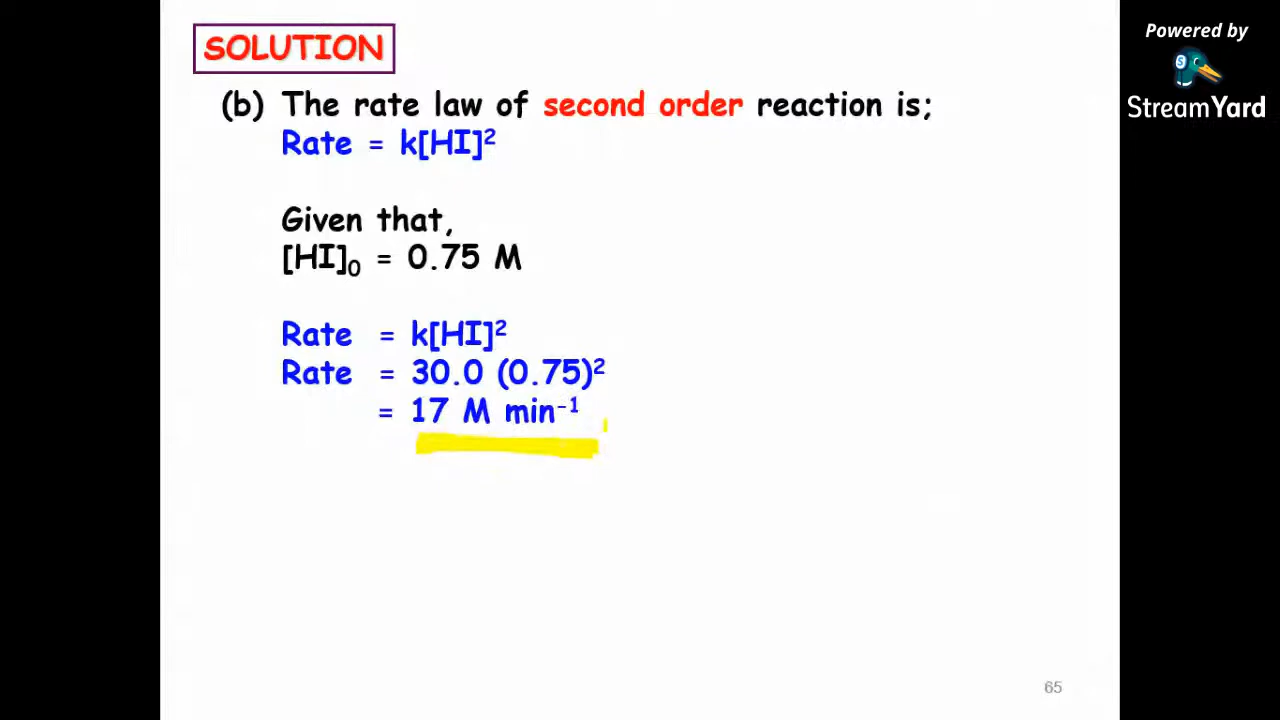 SOLUTION
(b) The rate law of second order reaction is;
Rate = k[HI]²
Given that,
[HI]₀ = 0.75 M
Rate = k[HI]²
Rate = 30.0 (0.75)²
= 17 M min⁻¹
65
Powered by
StreamYard